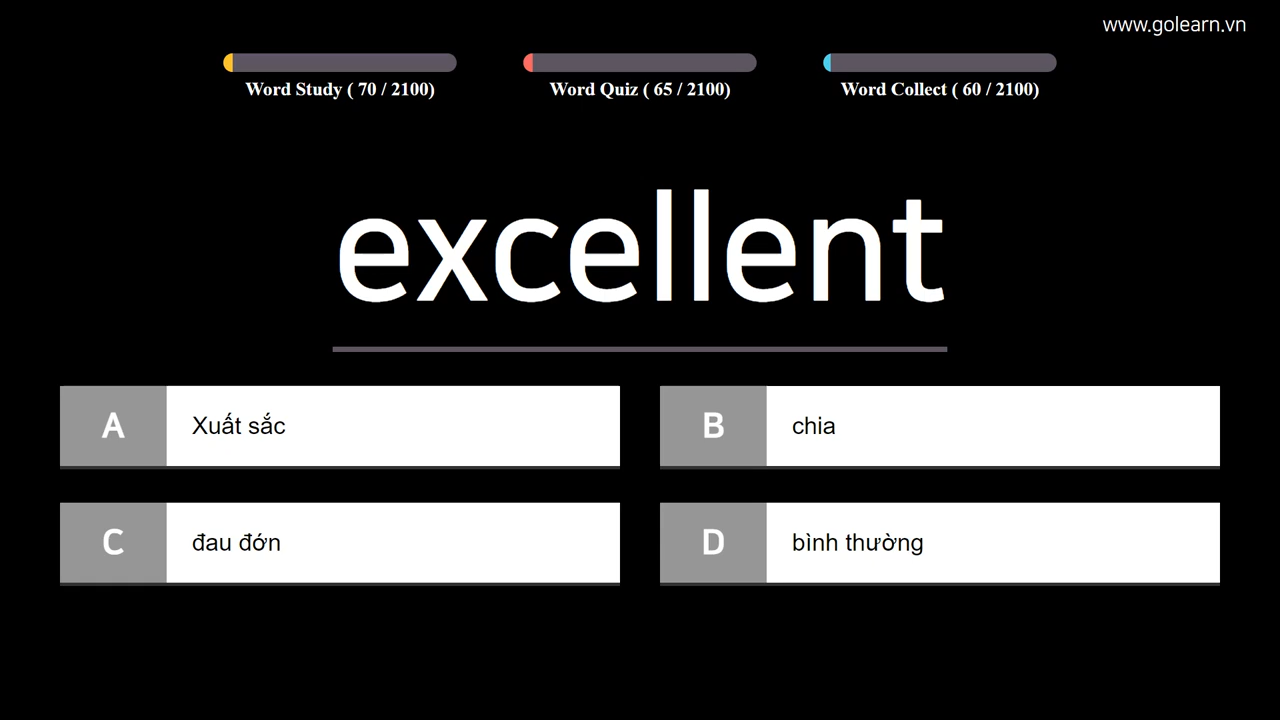 www.golearn.vn
Word Study ( 70 / 2100)
Word Quiz ( 65 / 2100)
Word Collect ( 60 / 2100)
excellent
A Xuất sắc
B chia
C đau đớn
D bình thường